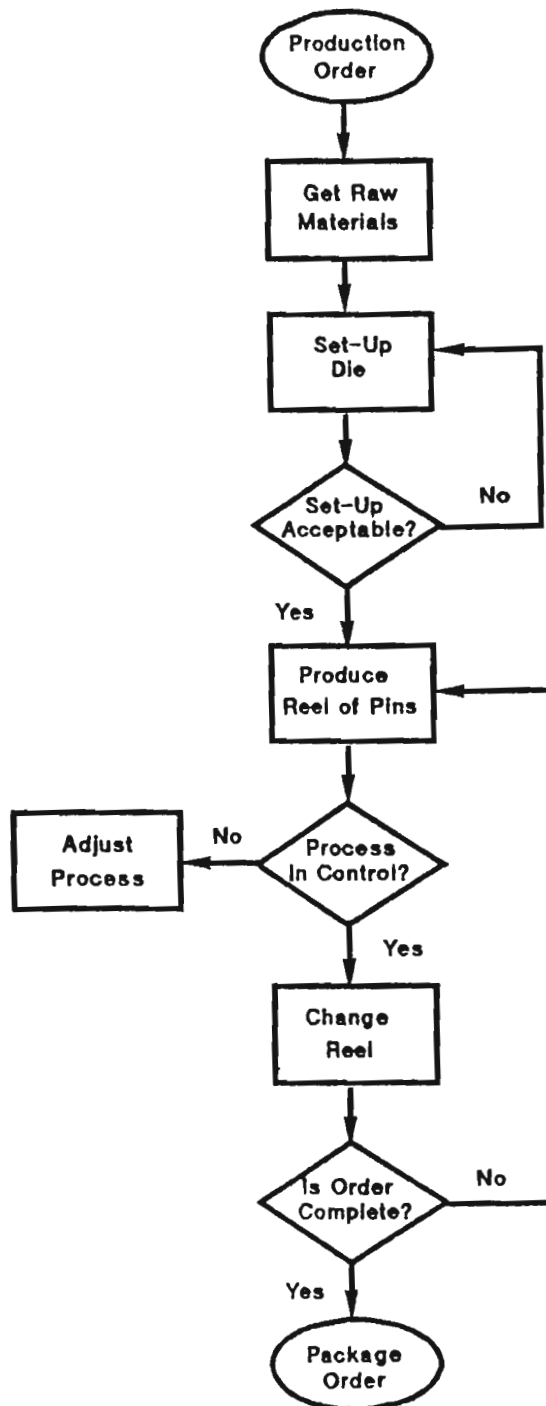 Production
Order
Get Raw
Materials
Set-Up
Die
Set-Up
Acceptable?
No
Yes
Produce
Reel of Pins
Process
In Control?
No
Adjust
Process
Yes
Change
Reel
Is Order
Complete?
No
Yes
Package
Order